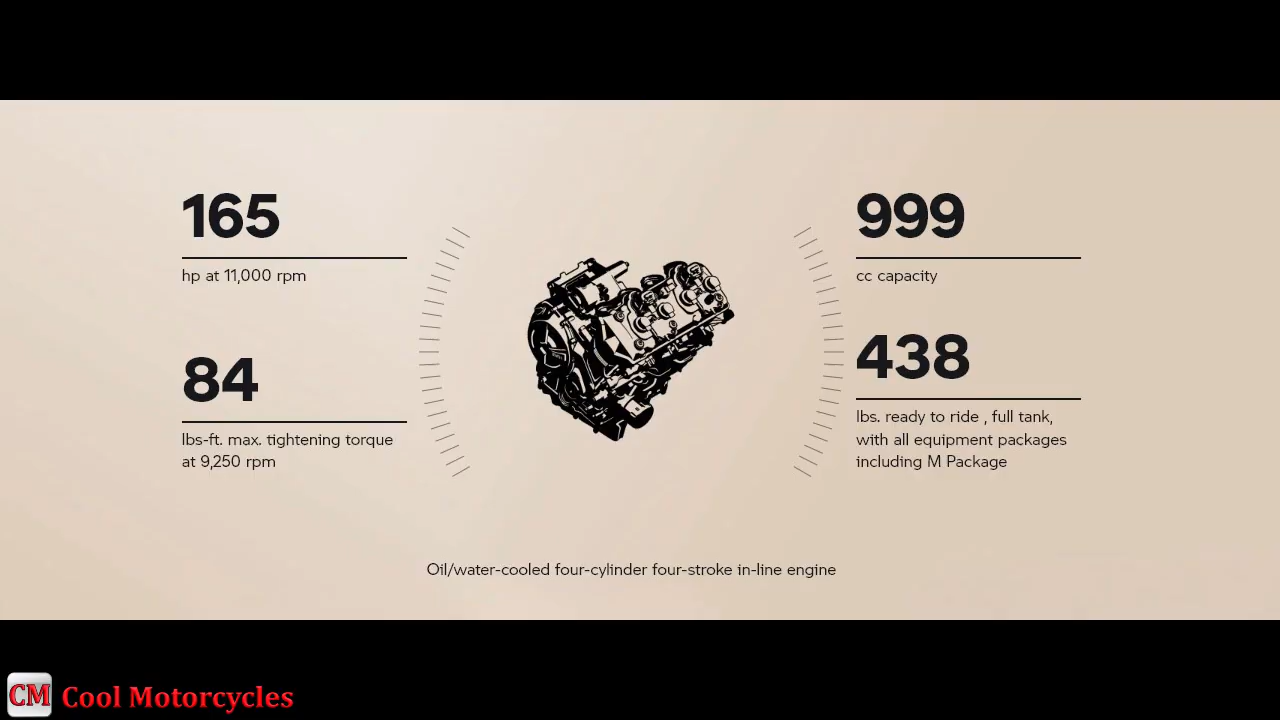 165
hp at 11,000 rpm
84
lbs-ft. max. tightening torque
at 9,250 rpm
999
cc capacity
438
lbs. ready to ride , full tank,
with all equipment packages
including M Package
Oil/water-cooled four-cylinder four-stroke in-line engine
CM Cool Motorcycles